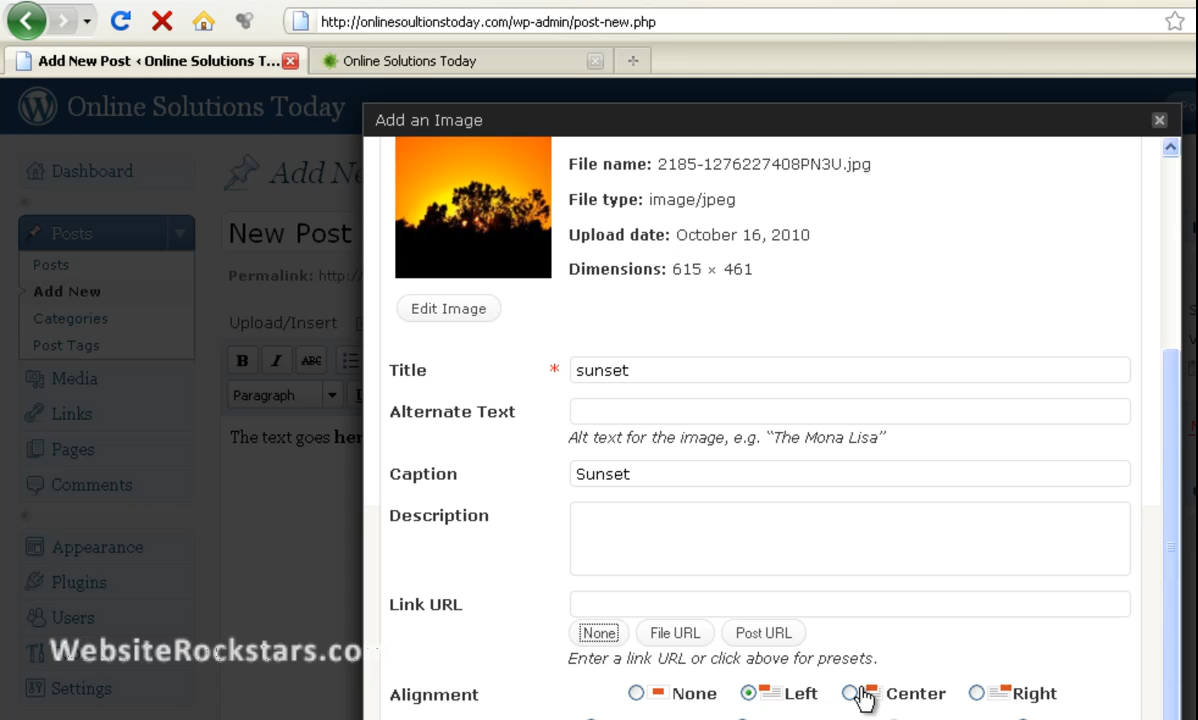 http://onlinesoultionstoday.com/wp-admin/post-new.php
Add New Post ‹ Online Solutions T...
Online Solutions Today
Online Solutions Today
Add an Image
Dashboard
Add Ne
Posts
New Post
Posts
Permalink: http:/
Add New
Categories
Upload/Insert
Post Tags
B I ABC
Media
Paragraph
Links
The text goes her
Pages
Comments
Appearance
Plugins
Users
Settings
File name: 2185-1276227408PN3U.jpg
File type: image/jpeg
Upload date: October 16, 2010
Dimensions: 615 × 461
Edit Image
Title * sunset
Alternate Text
Alt text for the image, e.g. “The Mona Lisa”
Caption Sunset
Description
Link URL
None File URL Post URL
Enter a link URL or click above for presets.
Alignment None Left Center Right
WebsiteRockstars.com